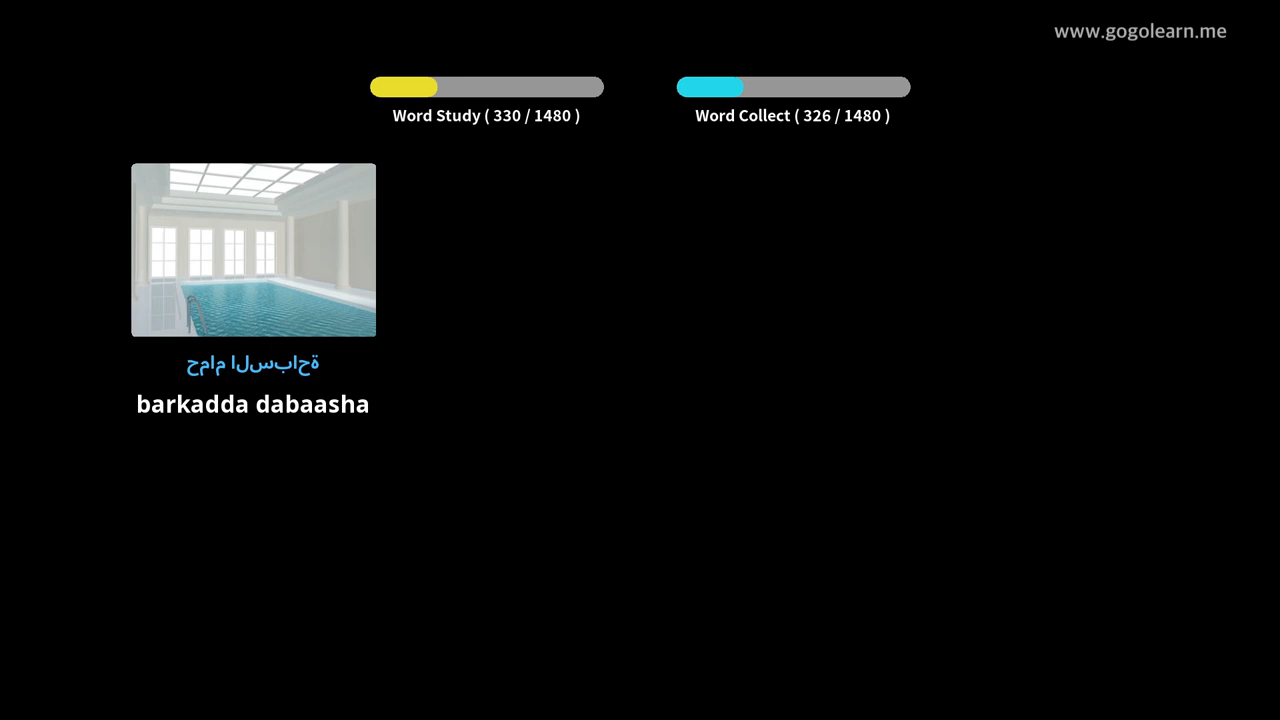 www.gogolearn.me
Word Study ( 330 / 1480 )
Word Collect ( 326 / 1480 )
حمام السباحة
barkadda dabaasha